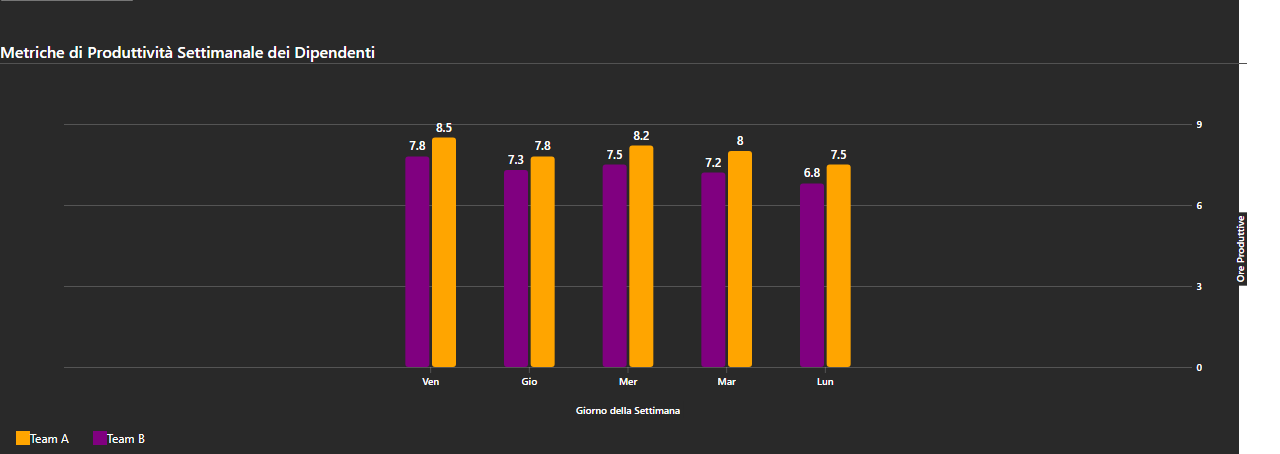 Metriche di Produttività Settimanale dei Dipendenti
8.5
7.8
7.8
7.3
8.2
7.5
8
7.2
7.5
6.8
9
6
3
0
Ore Produttive
Ven Gio Mer Mar Lun
Giorno della Settimana
Team A Team B